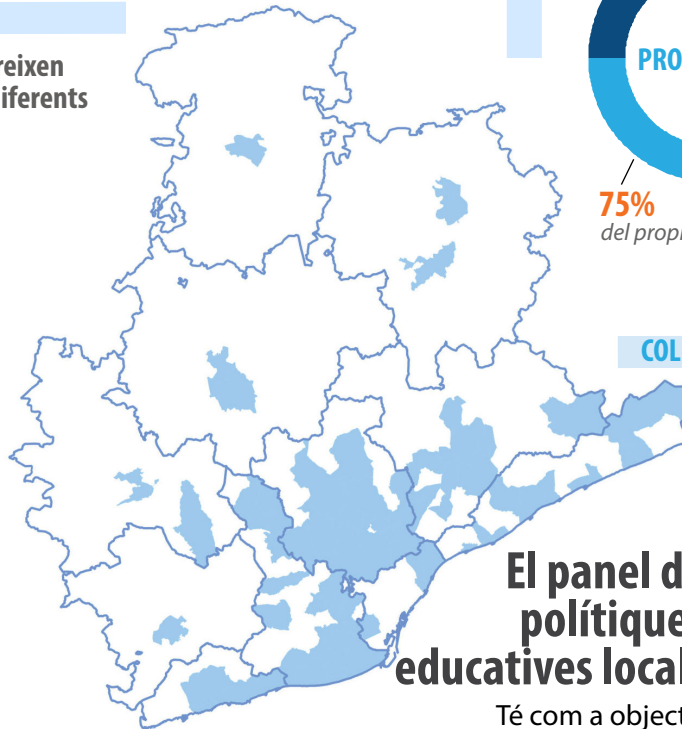 reixen
iferents
PRO
75%
del propi
COL
El panel d
polítique
educatives local
Té com a object